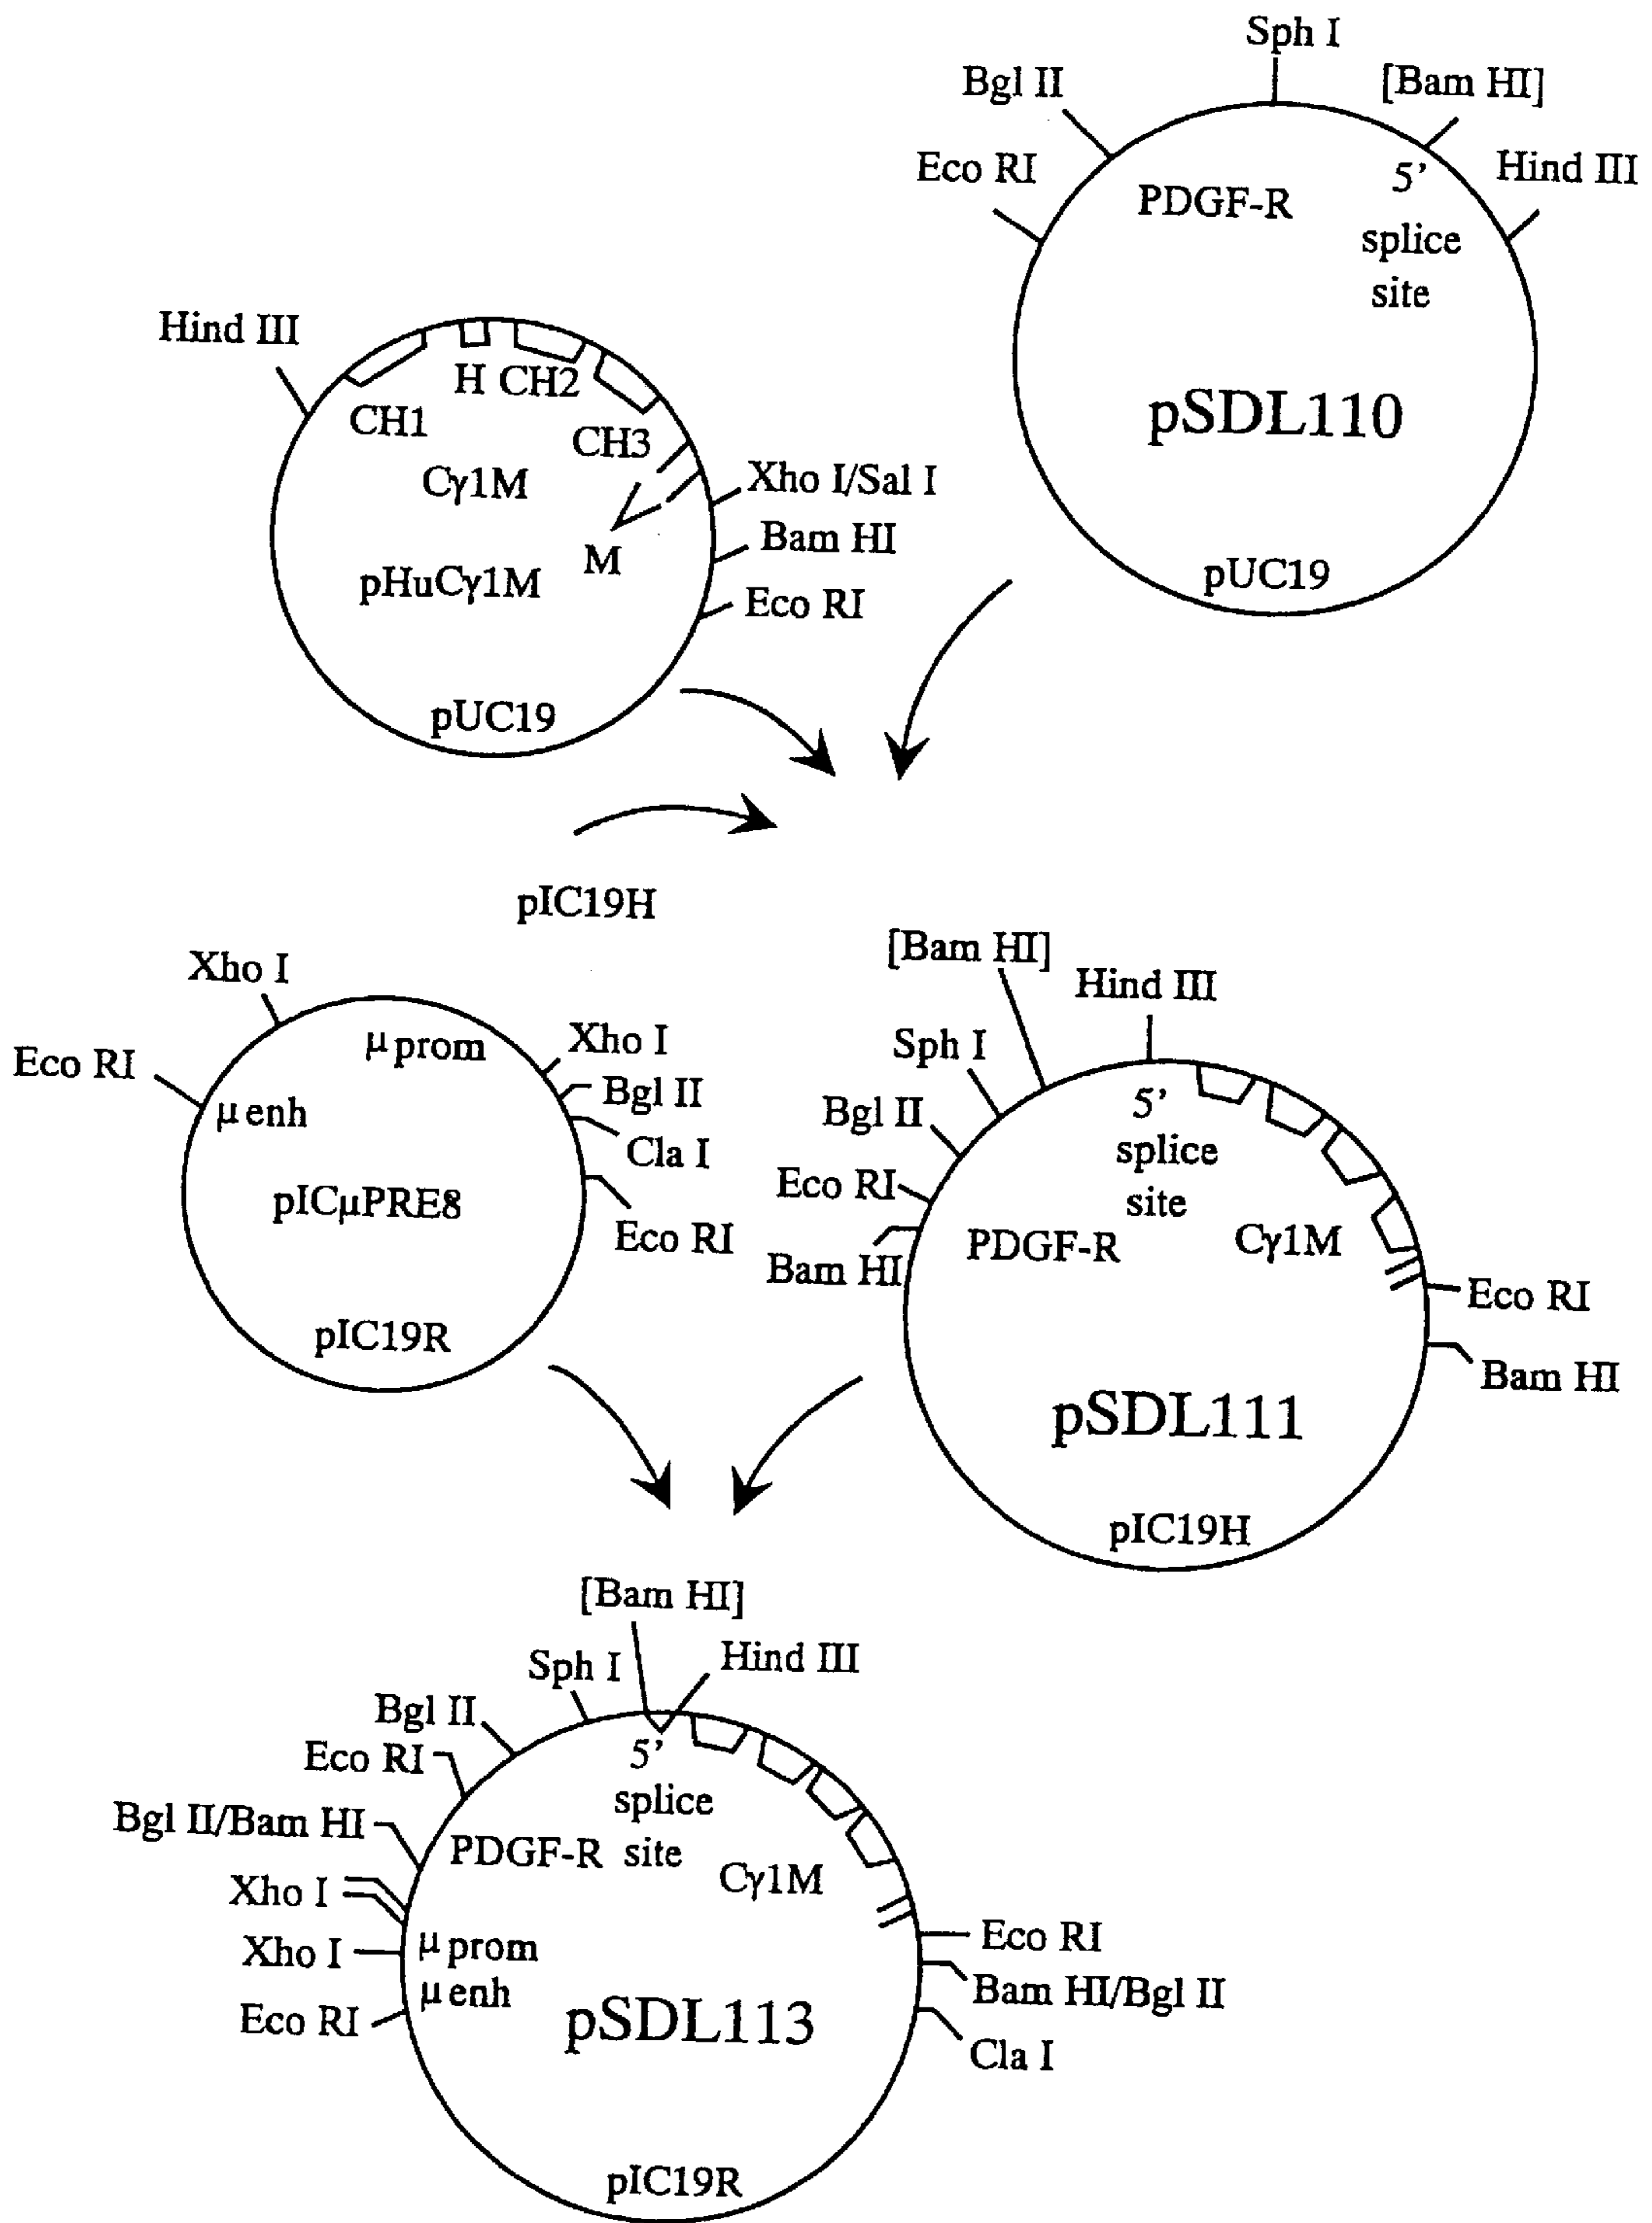 Sph I
Bgl II
[Bam HI]
Eco RI
Hind III
PDGF-R
5'
splice
site
pSDL110
pUC19
Hind III
CH1
H CH2
CH3
Cγ1M
M
Xho I/Sal I
Bam HI
Eco RI
pHuCγ1M
pUC19
pIC19H
Xho I
Eco RI
μ prom
μ enh
Xho I
Bgl II
Cla I
Eco RI
pICμPRE8
pIC19R
[Bam HI]
Hind III
Sph I
Bgl II
Eco RI
Bam HI
5'
splice
site
PDGF-R
Cγ1M
Eco RI
Bam HI
pSDL111
pIC19H
[Bam HI]
Hind III
Sph I
Bgl II
Eco RI
Bgl II/Bam HI
Xho I
Xho I
Eco RI
5'
splice
PDGF-R site
Cγ1M
μ prom
μ enh
Eco RI
Bam HI/Bgl II
Cla I
pSDL113
pIC19R